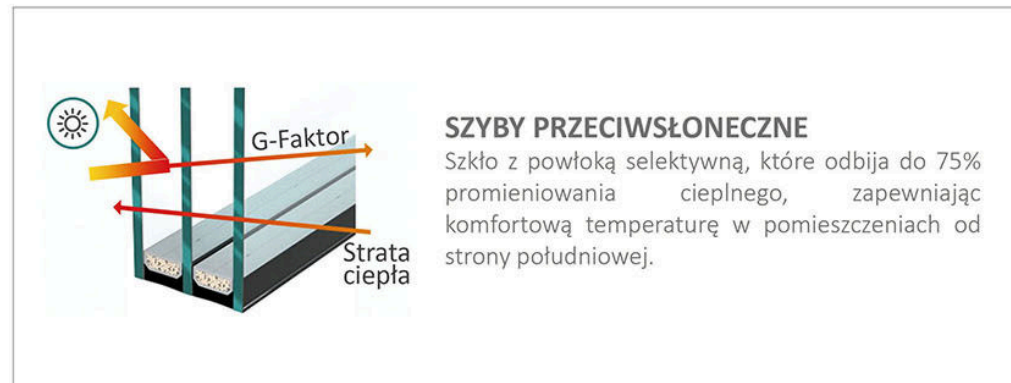 G-Faktor
Strata
ciepła
SZYBY PRZECIWSŁONECZNE
Szkło z powłoką selektywną, które odbija do 75%
promieniowania cieplnego, zapewniając
komfortową temperaturę w pomieszczeniach od
strony południowej.